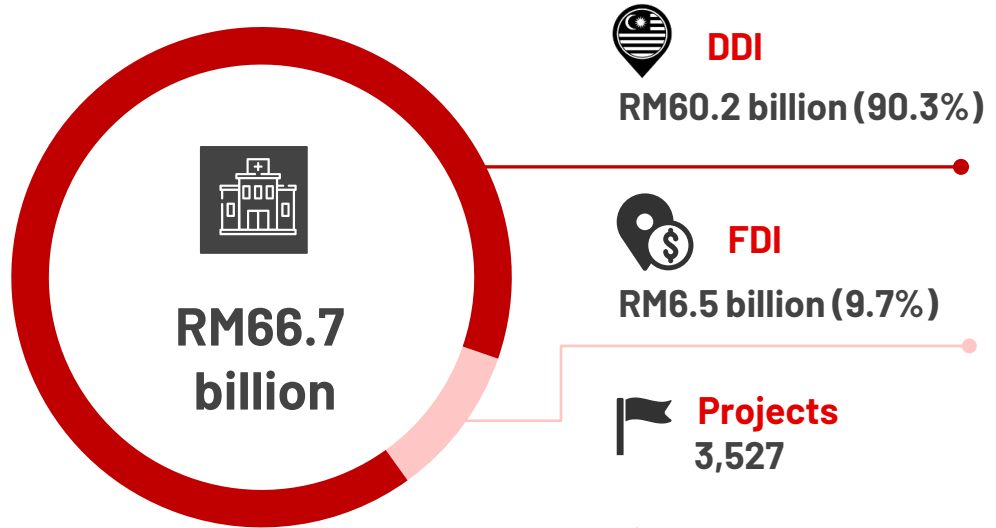 RM66.7
billion
DDI
RM60.2 billion (90.3%)
FDI
$
RM6.5 billion (9.7%)
Projects
3,527